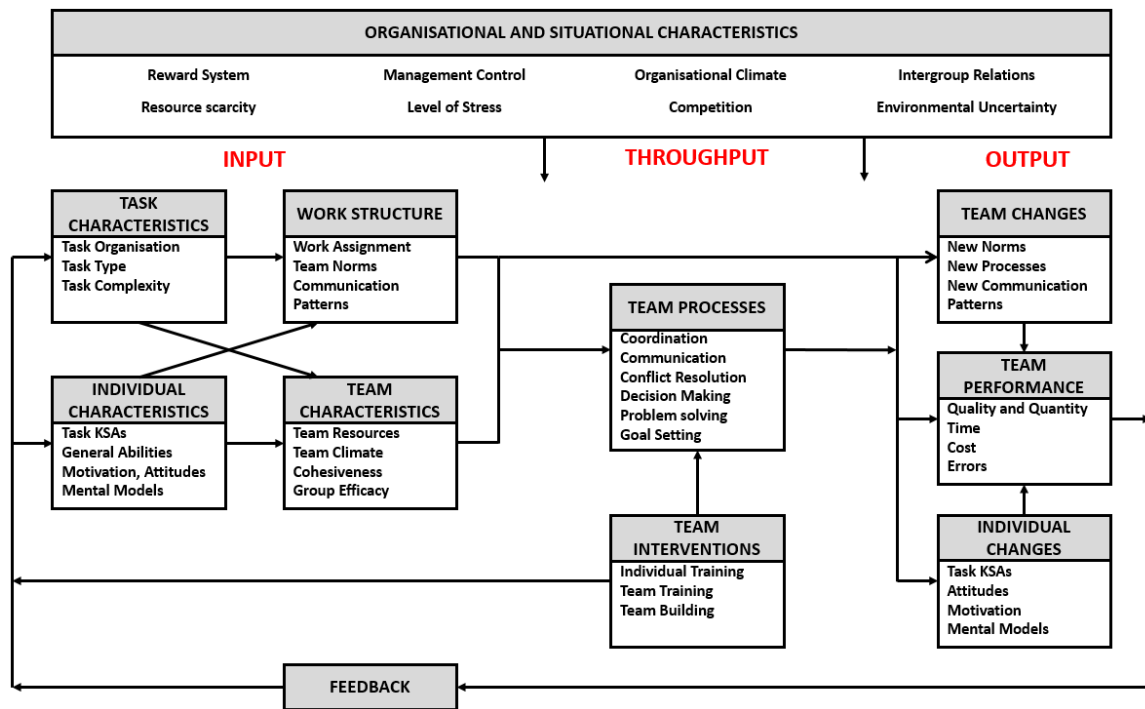 ORGANISATIONAL AND SITUATIONAL CHARACTERISTICS
Reward System
Management Control
Organisational Climate
Intergroup Relations
Resource scarcity
Level of Stress
Competition
Environmental Uncertainty
INPUT
THROUGHPUT
OUTPUT
TASK
CHARACTERISTICS
Task Organisation
Task Type
Task Complexity
WORK STRUCTURE
Work Assignment
Team Norms
Communication
Patterns
INDIVIDUAL
CHARACTERISTICS
Task KSAs
General Abilities
Motivation, Attitudes
Mental Models
TEAM
CHARACTERISTICS
Team Resources
Team Climate
Cohesiveness
Group Efficacy
TEAM PROCESSES
Coordination
Communication
Conflict Resolution
Decision Making
Problem solving
Goal Setting
TEAM
INTERVENTIONS
Individual Training
Team Training
Team Building
TEAM CHANGES
New Norms
New Processes
New Communication
Patterns
TEAM
PERFORMANCE
Quality and Quantity
Time
Cost
Errors
INDIVIDUAL
CHANGES
Task KSAs
Attitudes
Motivation
Mental Models
FEEDBACK